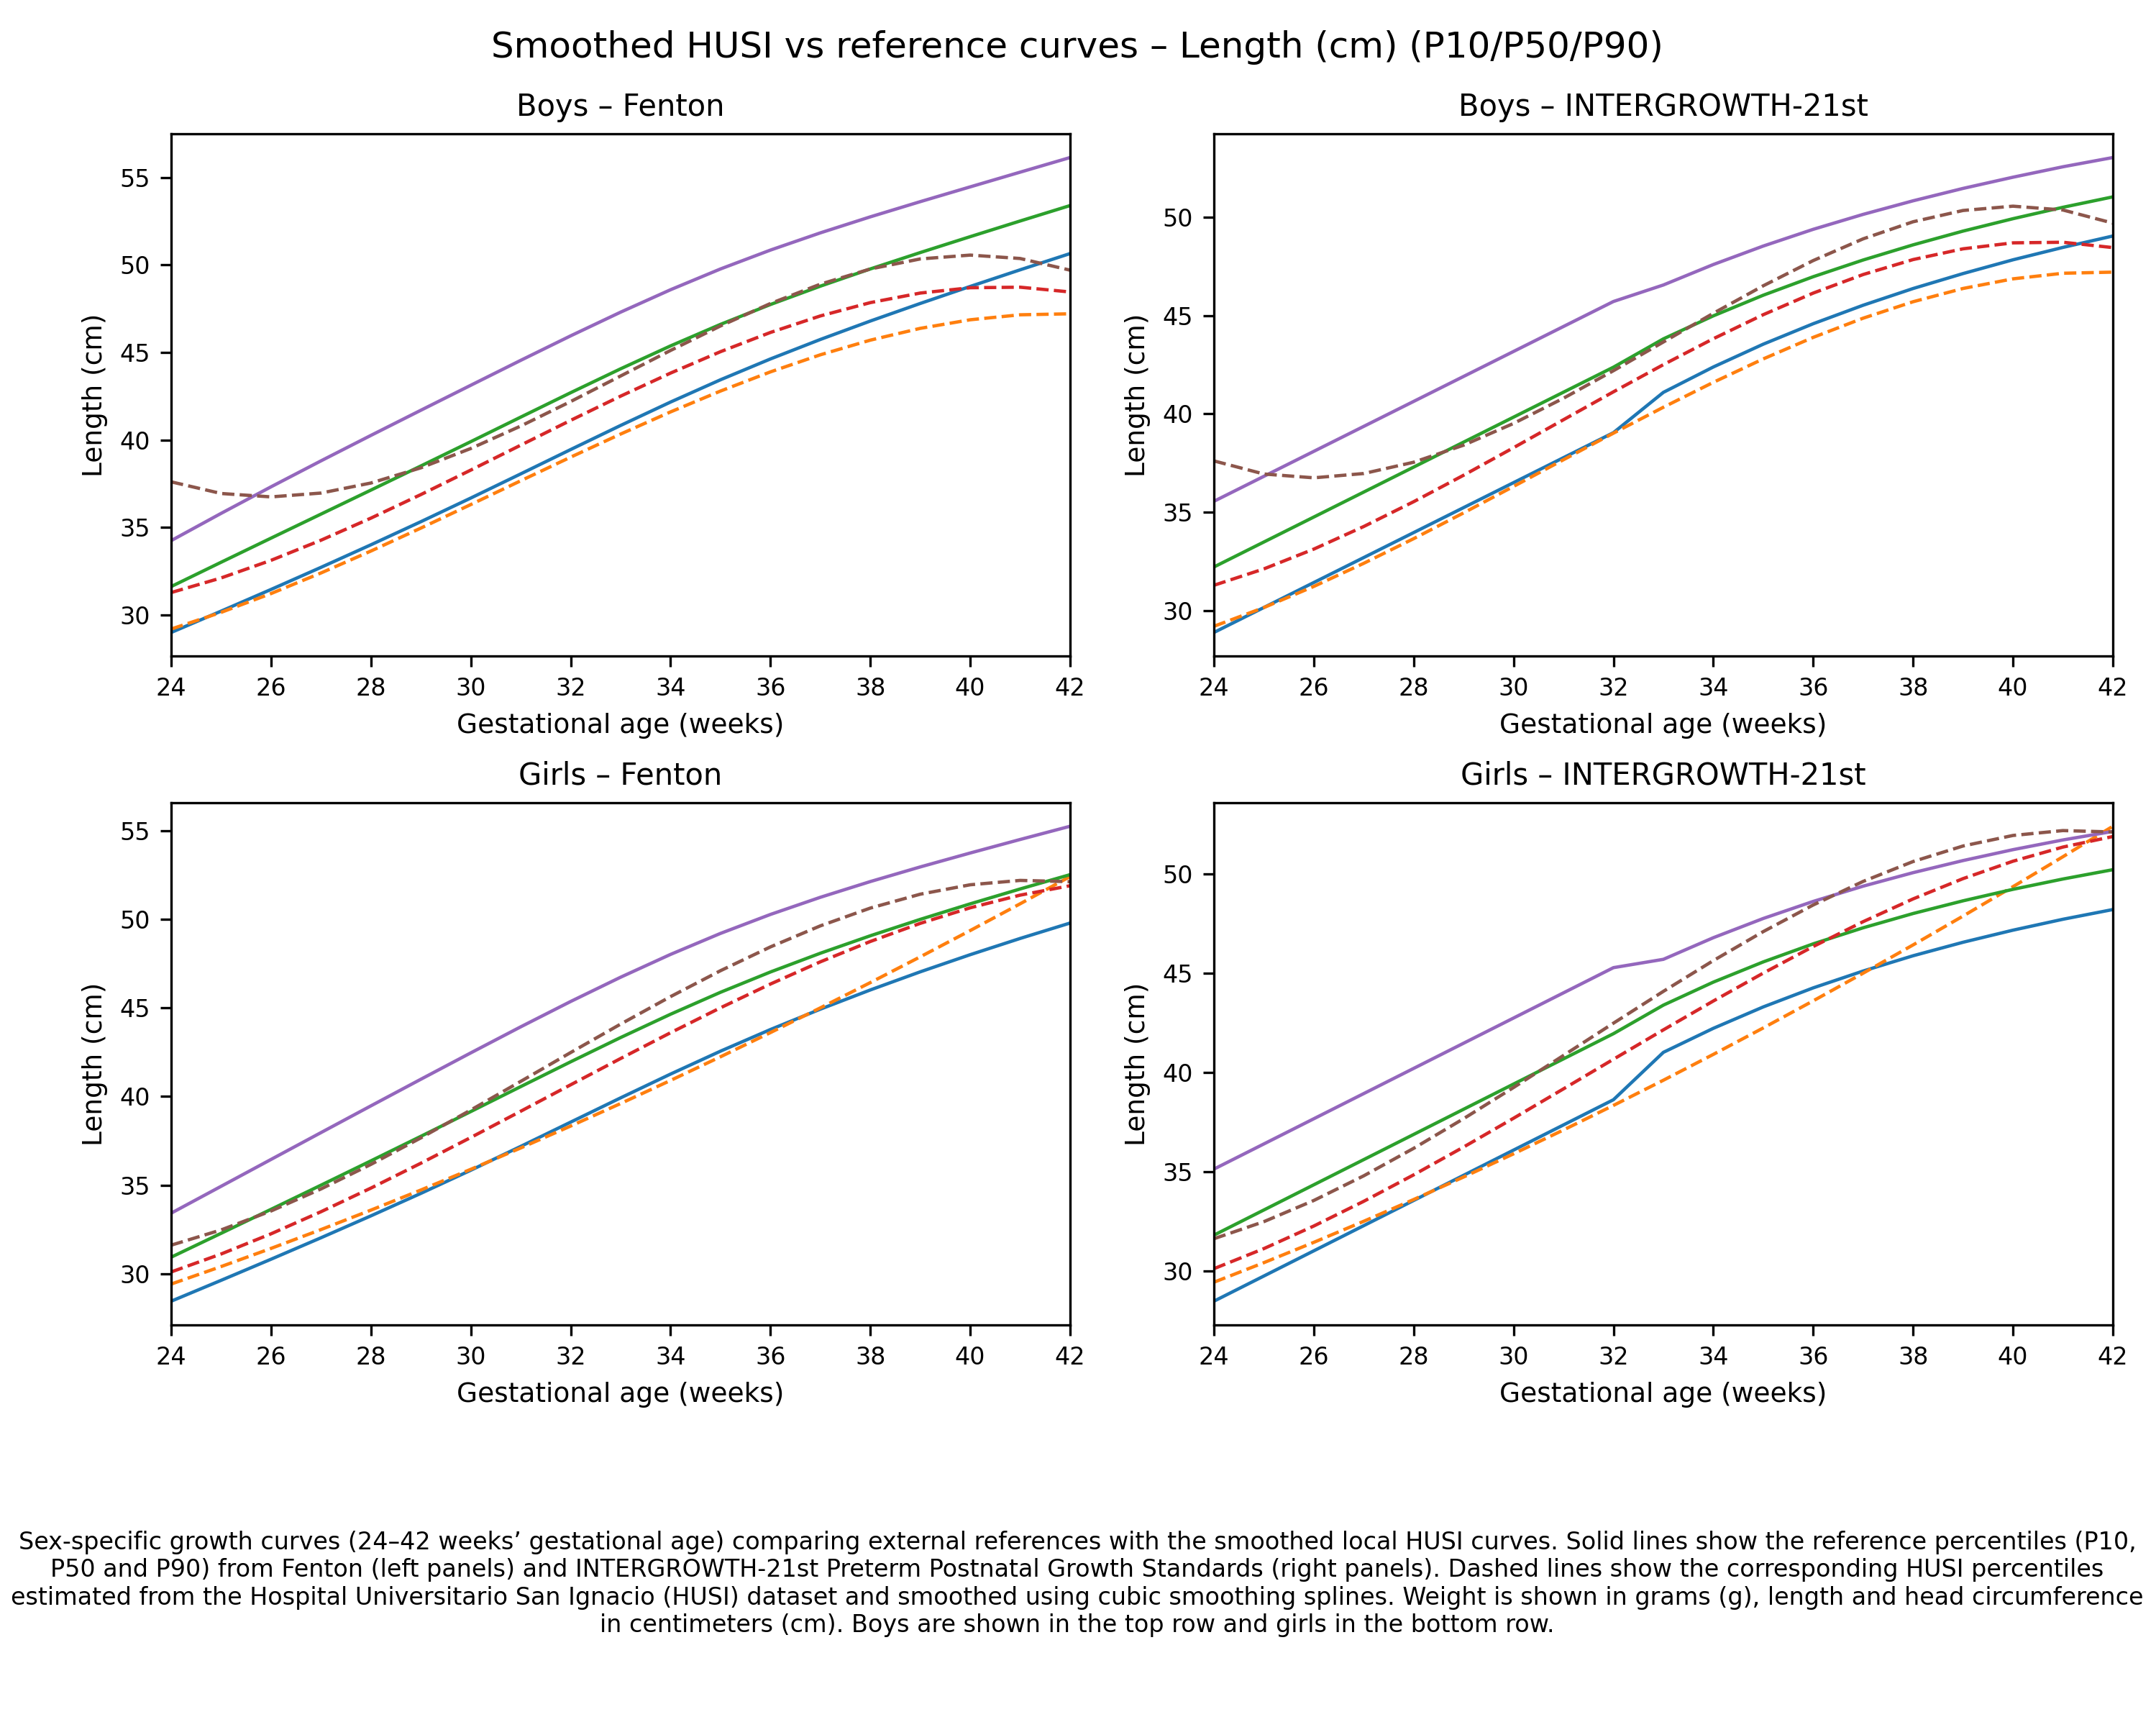 Smoothed HUSI vs reference curves – Length (cm) (P10/P50/P90)
Boys – Fenton
55
50
45
40
35
30
Length (cm)
24 26 28 30 32 34 36 38 40 42
Gestational age (weeks)
Boys – INTERGROWTH-21st
50
45
40
35
30
Length (cm)
24 26 28 30 32 34 36 38 40 42
Gestational age (weeks)
Girls – Fenton
55
50
45
40
35
30
Length (cm)
24 26 28 30 32 34 36 38 40 42
Gestational age (weeks)
Girls – INTERGROWTH-21st
50
45
40
35
30
Length (cm)
24 26 28 30 32 34 36 38 40 42
Gestational age (weeks)
Sex-specific growth curves (24–42 weeks’ gestational age) comparing external references with the smoothed local HUSI curves. Solid lines show the reference percentiles (P10,
P50 and P90) from Fenton (left panels) and INTERGROWTH-21st Preterm Postnatal Growth Standards (right panels). Dashed lines show the corresponding HUSI percentiles
estimated from the Hospital Universitario San Ignacio (HUSI) dataset and smoothed using cubic smoothing splines. Weight is shown in grams (g), length and head circumference
in centimeters (cm). Boys are shown in the top row and girls in the bottom row.